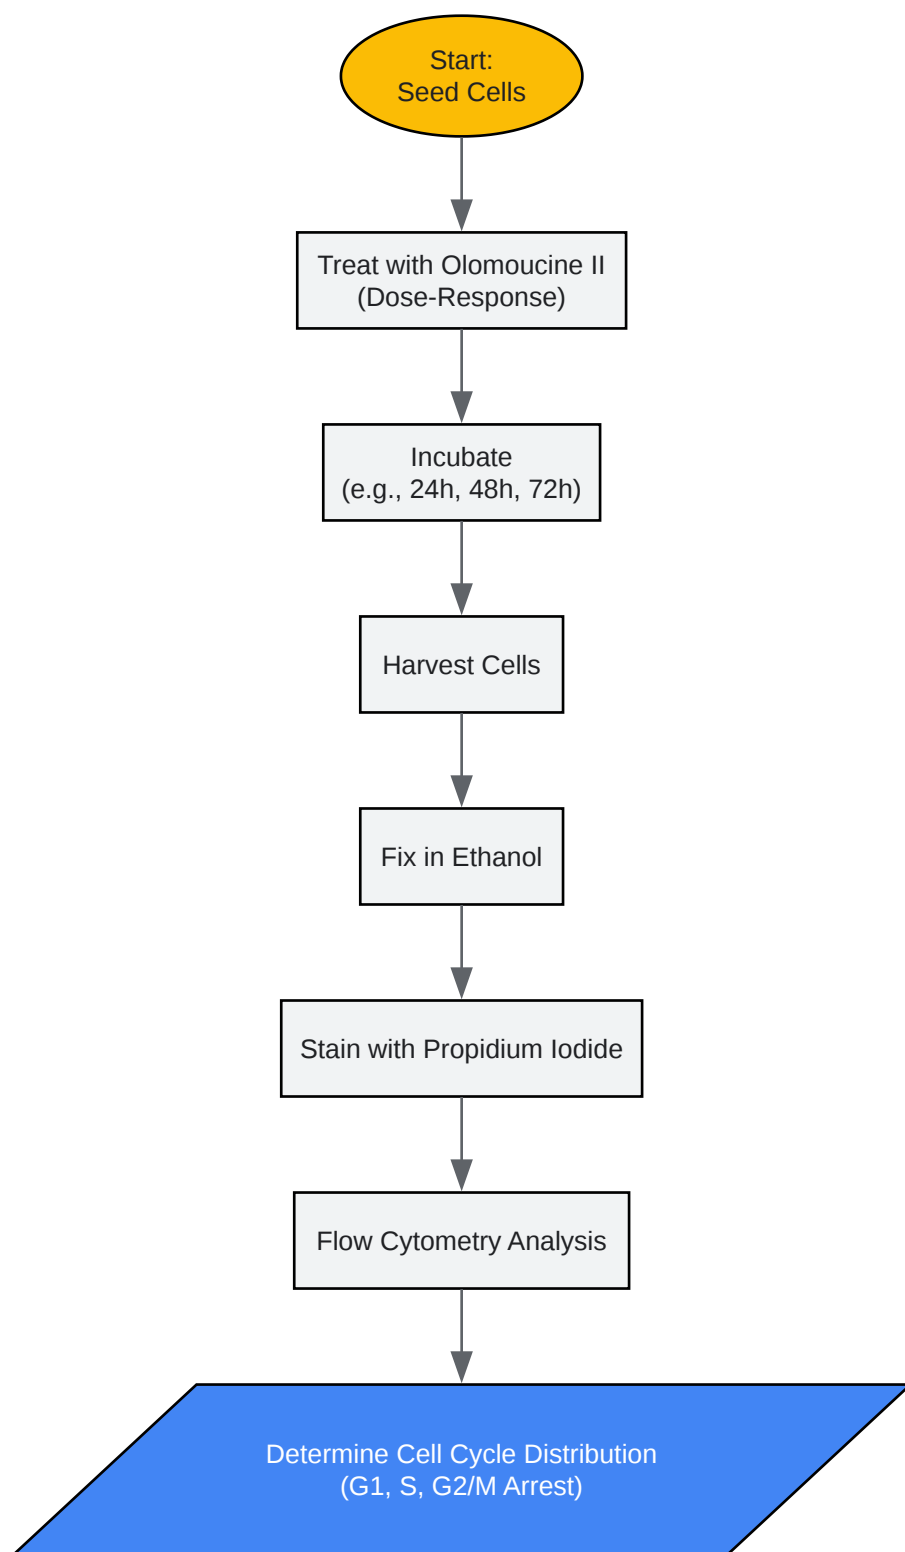 Start:
Seed Cells
Treat with Olomoucine II
(Dose-Response)
Incubate
(e.g., 24h, 48h, 72h)
Harvest Cells
Fix in Ethanol
Stain with Propidium Iodide
Flow Cytometry Analysis
Determine Cell Cycle Distribution
(G1, S, G2/M Arrest)